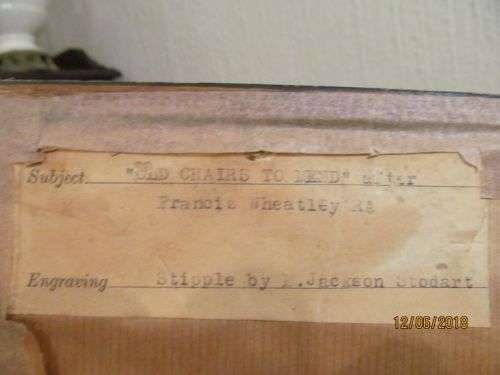 Subject "OLD CHAIRS TO MEND" after
Francis Wheatley RA
Engraving Stipple by .Jackson Stodart
12/06/2018